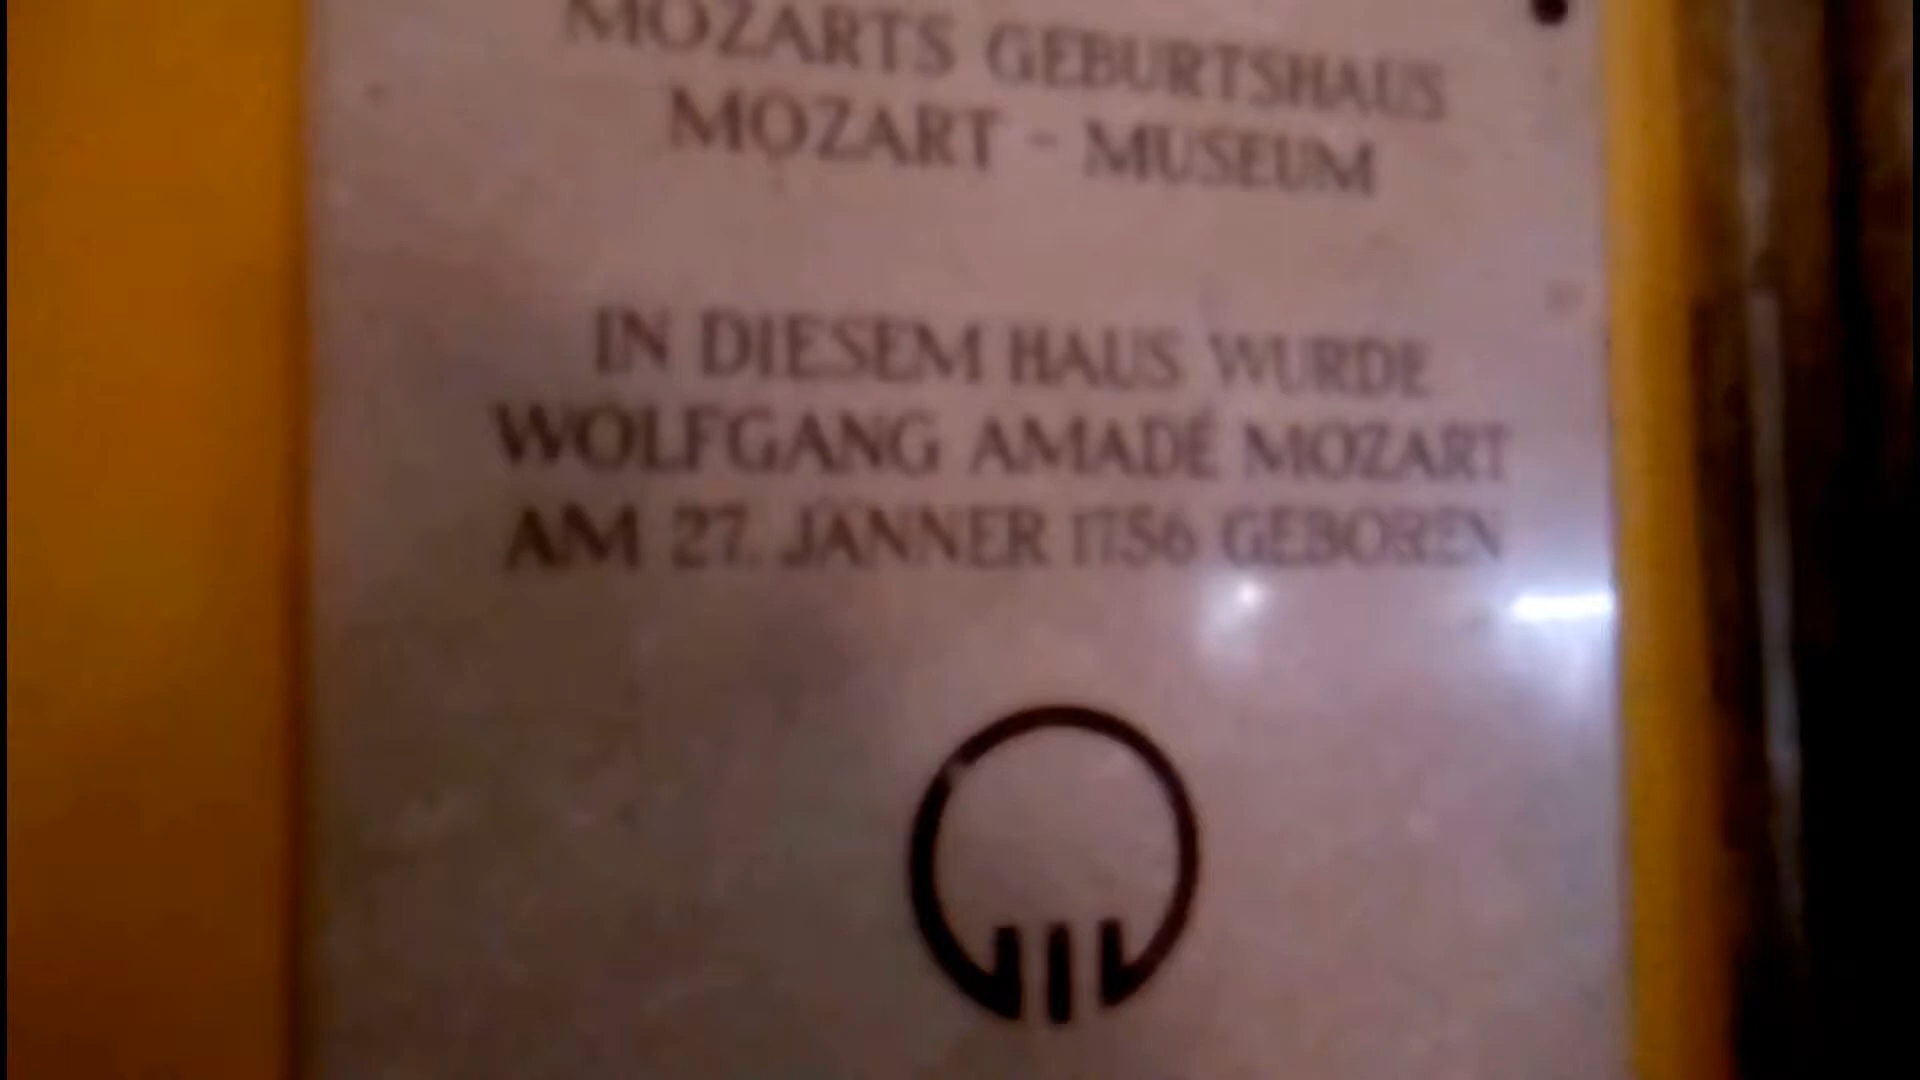 MOZARTS GEBURTSHAUS
MOZART - MUSEUM
IN DIESEM HAUS WURDE
WOLFGANG AMADÉ MOZART
AM 27. JÄNNER 1756 GEBOREN